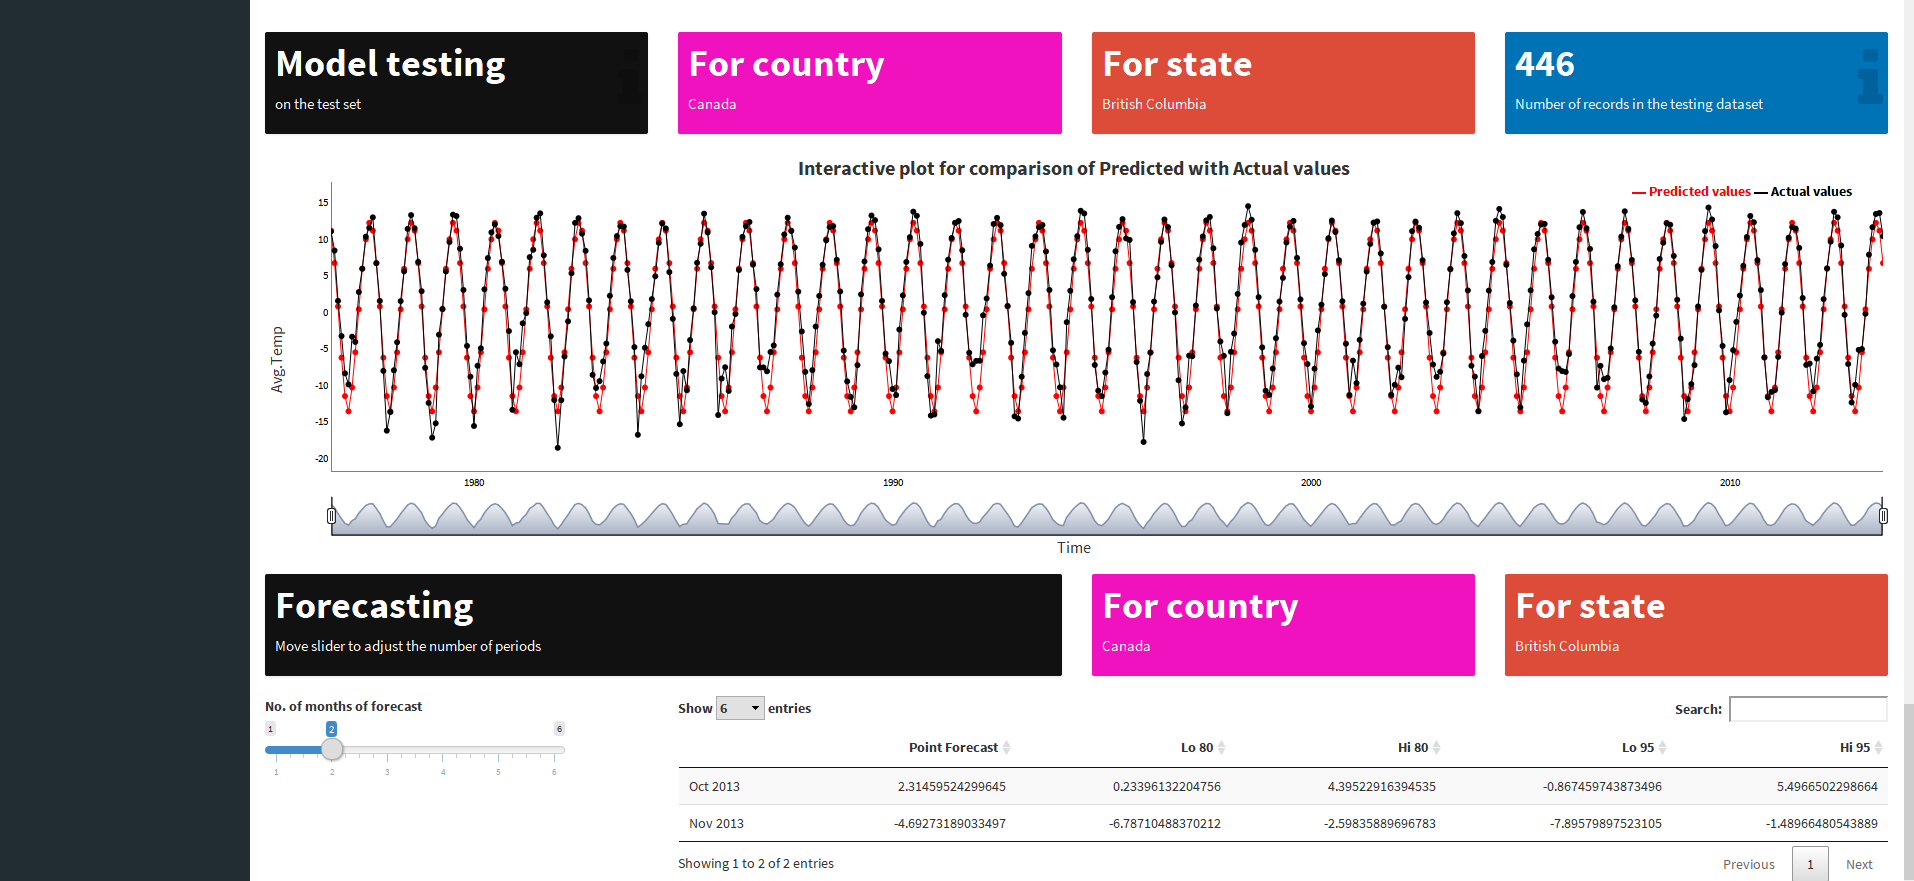 Model testing
on the test set
For country
Canada
For state
British Columbia
446
Number of records in the testing dataset
Interactive plot for comparison of Predicted with Actual values
Predicted values Actual values
Avg.Temp
15
10
5
0
-5
-10
-15
-20
1980 1990 2000 2010
Time
Forecasting
Move slider to adjust the number of periods
For country
Canada
For state
British Columbia
No. of months of forecast
1 2 6
1 2 3 4 5 6
Show 6 entries
Search:
Point Forecast Lo 80 Hi 80 Lo 95 Hi 95
Oct 2013 2.31459524299645 0.23396132204756 4.39522916394535 -0.867459743873496 5.4966502298664
Nov 2013 -4.69273189033497 -6.78710488370212 -2.59835889696783 -7.89579897523105 -1.48966480543889
Showing 1 to 2 of 2 entries
Previous 1 Next